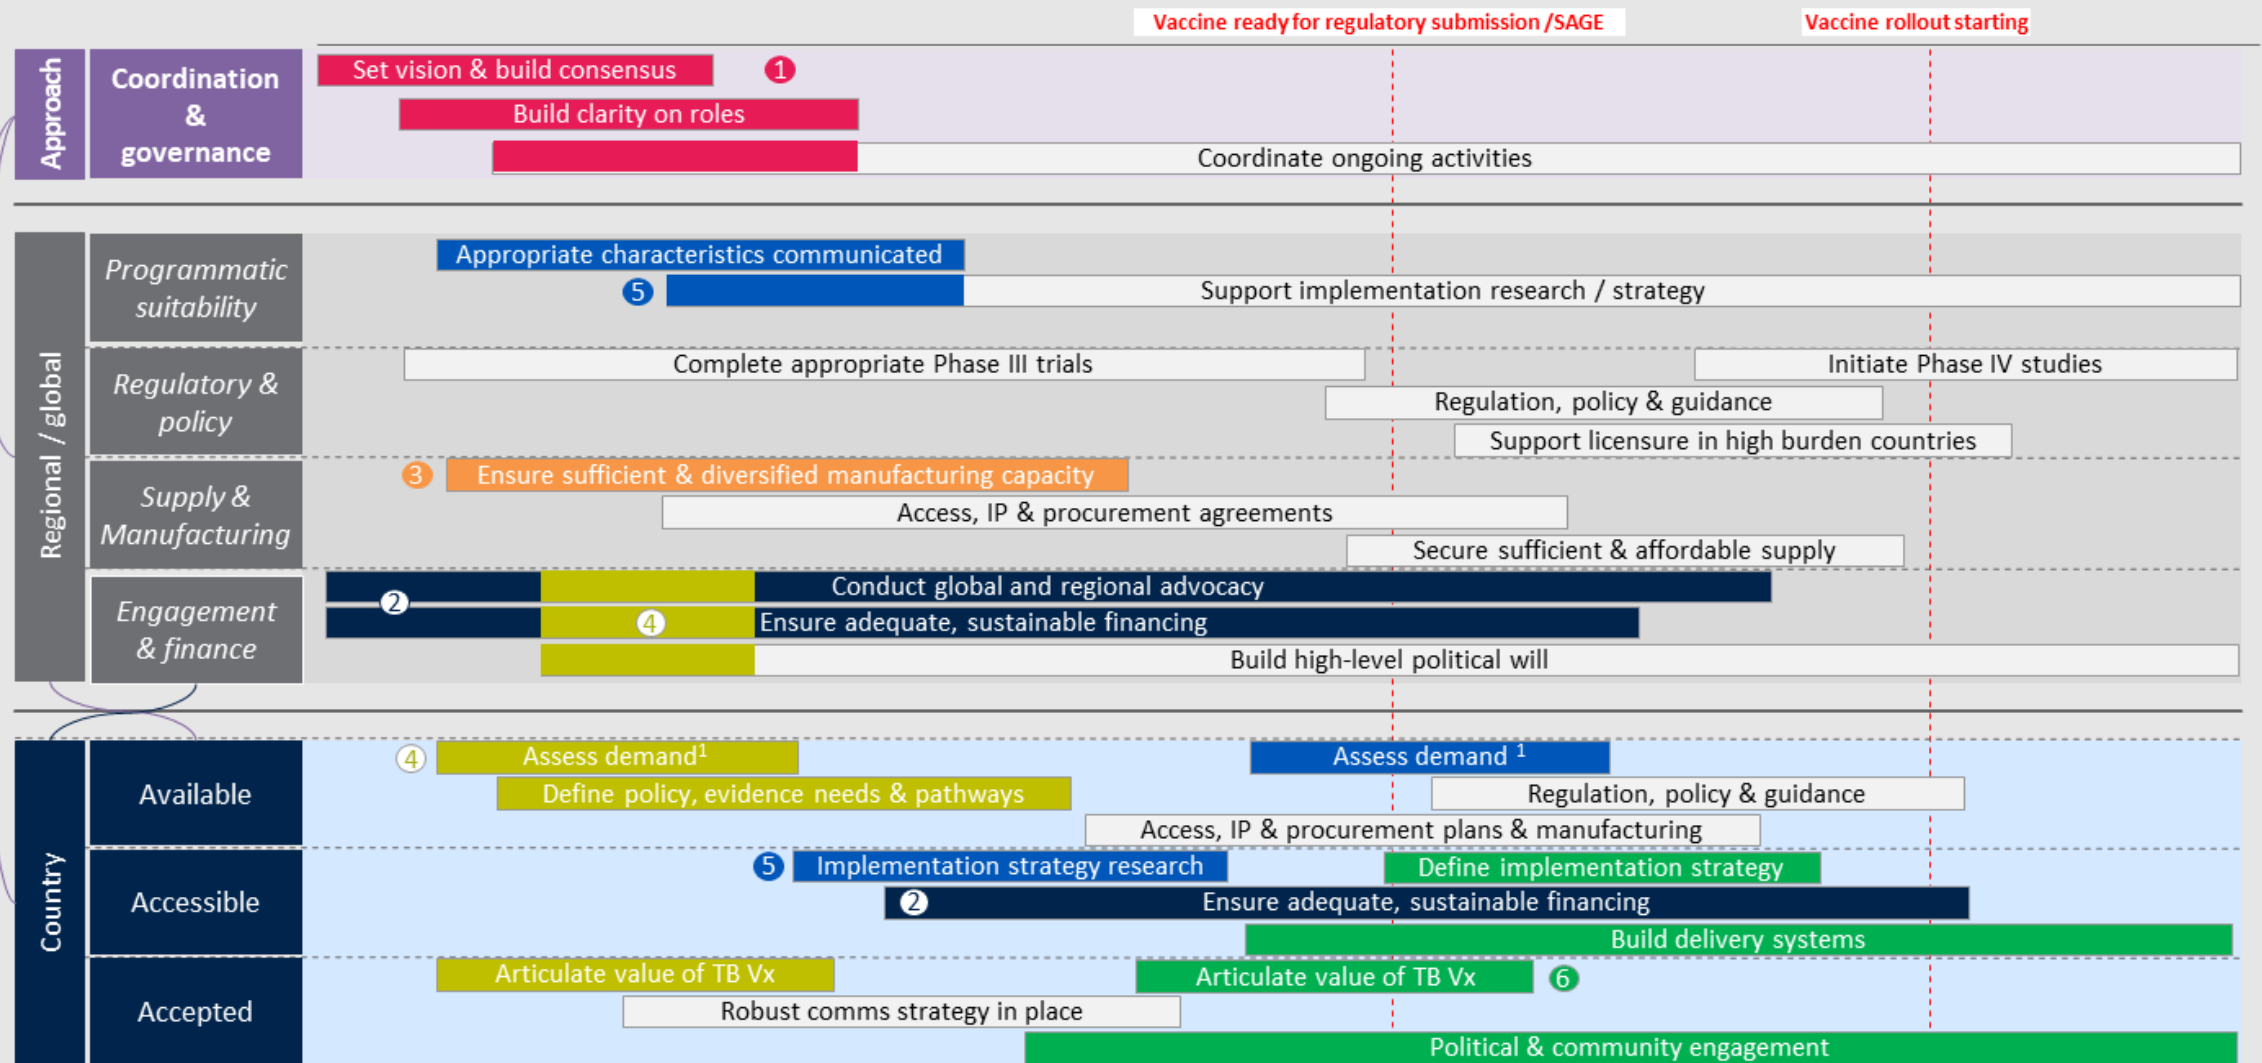 Vaccine ready for regulatory submission /SAGE
Vaccine rollout starting
Approach
Coordination
&
governance
Set vision & build consensus
1
Build clarity on roles
Coordinate ongoing activities
Regional / global
Programmatic
suitability
Appropriate characteristics communicated
5
Support implementation research / strategy
Regulatory &
policy
Complete appropriate Phase III trials
Initiate Phase IV studies
Regulation, policy & guidance
Support licensure in high burden countries
Supply &
Manufacturing
3
Ensure sufficient & diversified manufacturing capacity
Access, IP & procurement agreements
Secure sufficient & affordable supply
Engagement
& finance
2
Conduct global and regional advocacy
4
Ensure adequate, sustainable financing
Build high-level political will
Country
Available
4
Assess demand¹
Assess demand ¹
Define policy, evidence needs & pathways
Regulation, policy & guidance
Access, IP & procurement plans & manufacturing
Accessible
5
Implementation strategy research
Define implementation strategy
2
Ensure adequate, sustainable financing
Build delivery systems
Accepted
Articulate value of TB Vx
Articulate value of TB Vx
6
Robust comms strategy in place
Political & community engagement